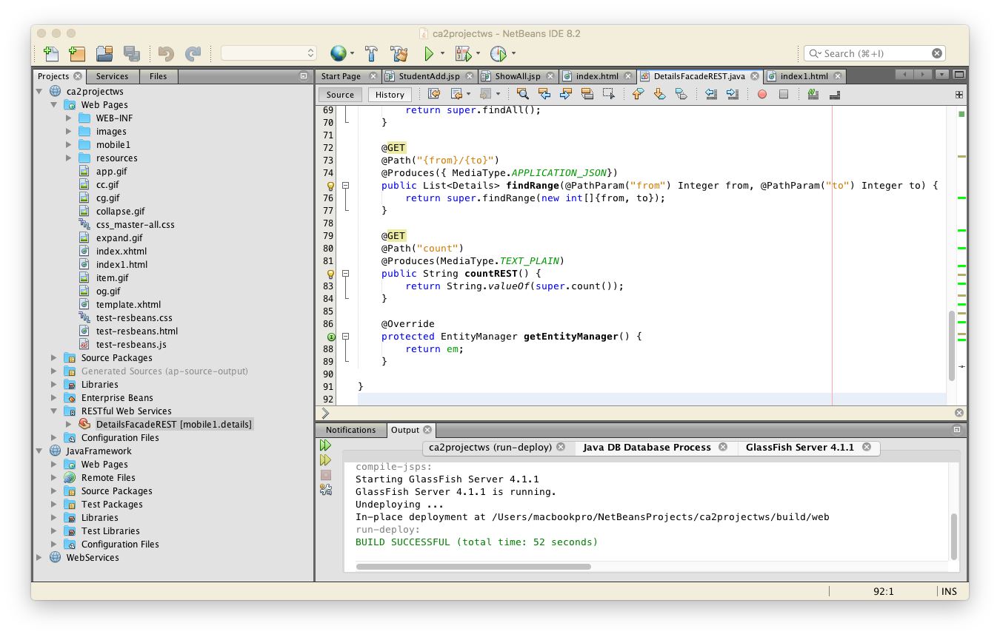 ca2projectws - NetBeans IDE 8.2
Search (⌘+I)
Projects
Services
Files
Start Page
StudentAdd.jsp
ShowAll.jsp
index.html
DetailsFacadeREST.java
index1.html
Source
History
ca2projectws
Web Pages
WEB-INF
images
mobile1
resources
app.gif
cc.gif
cg.gif
collapse.gif
css_master-all.css
expand.gif
index.xhtml
index1.html
item.gif
og.gif
template.xhtml
test-resbeans.css
test-resbeans.html
test-resbeans.js
Source Packages
Generated Sources (ap-source-output)
Libraries
Enterprise Beans
RESTful Web Services
DetailsFacadeREST [mobile1.details]
Configuration Files
JavaFramework
Web Pages
Remote Files
Source Packages
Test Packages
Libraries
Test Libraries
Configuration Files
WebServices
69 return super.findAll();
70 }
71
72 @GET
73 @Path("{from}/{to}")
74 @Produces({ MediaType.APPLICATION_JSON})
public List<Details> findRange(@PathParam("from") Integer from, @PathParam("to") Integer to) {
76 return super.findRange(new int[]{from, to});
77 }
78
79 @GET
80 @Path("count")
81 @Produces(MediaType.TEXT_PLAIN)
public String countREST() {
83 return String.valueOf(super.count());
84 }
85
86 @Override
protected EntityManager getEntityManager() {
88 return em;
89 }
90
91 }
92
Notifications
Output
ca2projectws (run-deploy)
Java DB Database Process
GlassFish Server 4.1.1
compile-jsps:
Starting GlassFish Server 4.1.1
GlassFish Server 4.1.1 is running.
Undeploying ...
In-place deployment at /Users/macbookpro/NetBeansProjects/ca2projectws/build/web
run-deploy:
BUILD SUCCESSFUL (total time: 52 seconds)
92:1
INS